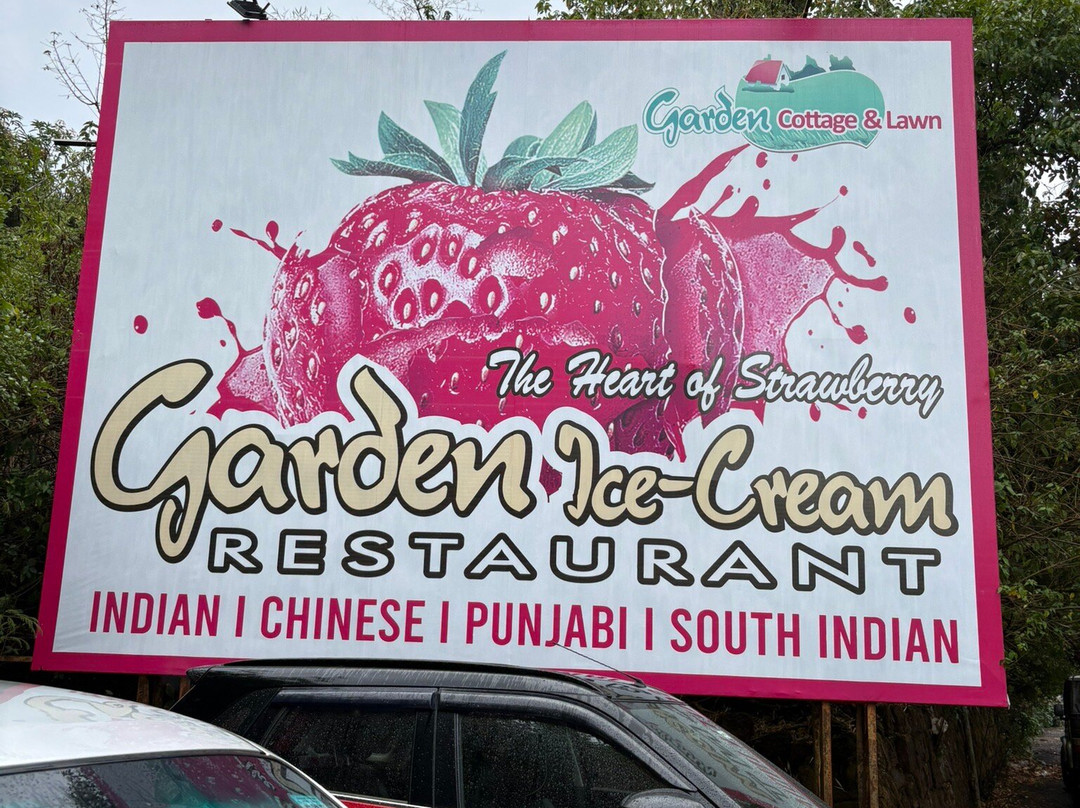 Garden Cottage & Lawn
The Heart of Strawberry
Garden Ice-Cream
RESTAURANT
INDIAN | CHINESE | PUNJABI | SOUTH INDIAN